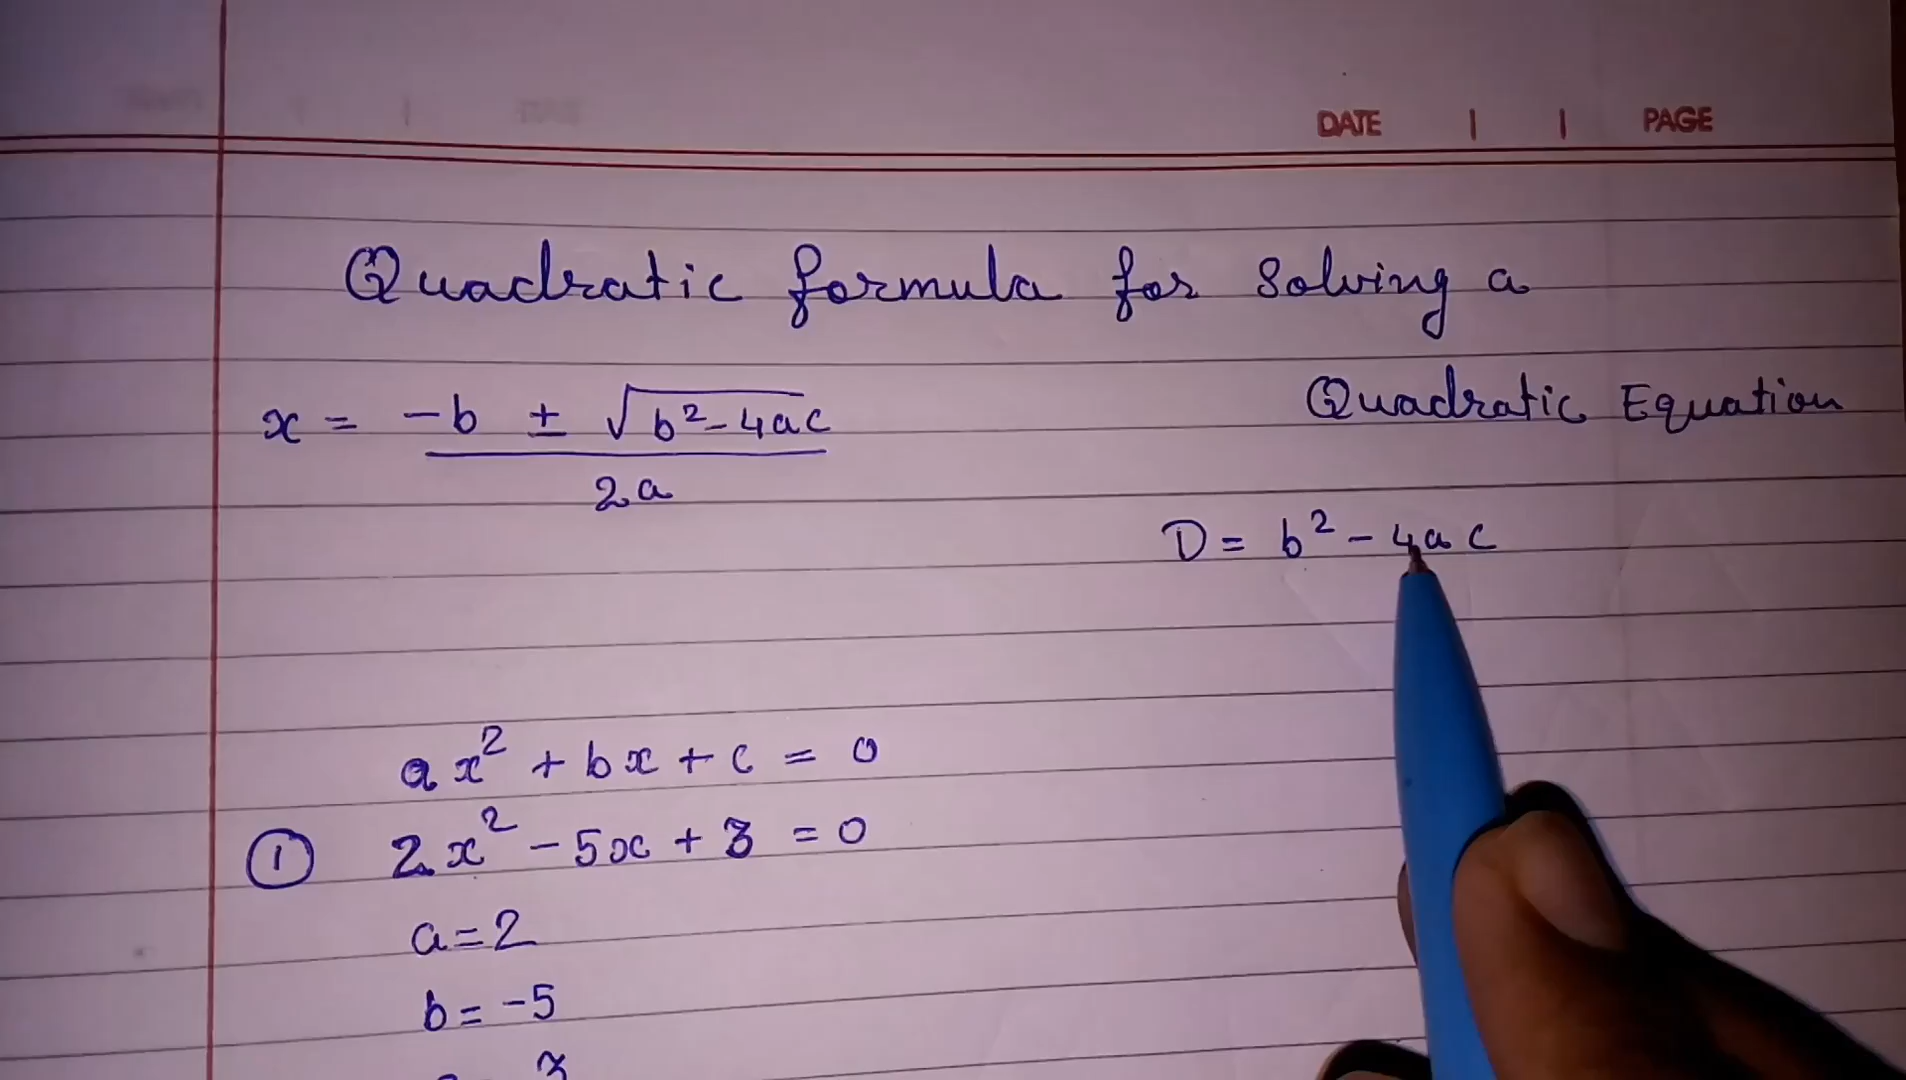 DATE | | PAGE
Quadratic formula for Solving a
Quadratic Equation
x = -b ± √b²-4ac
2a
D = b² - 4ac
ax² + bx + c = 0
① 2x² - 5x + 3 = 0
a = 2
b = -5
3